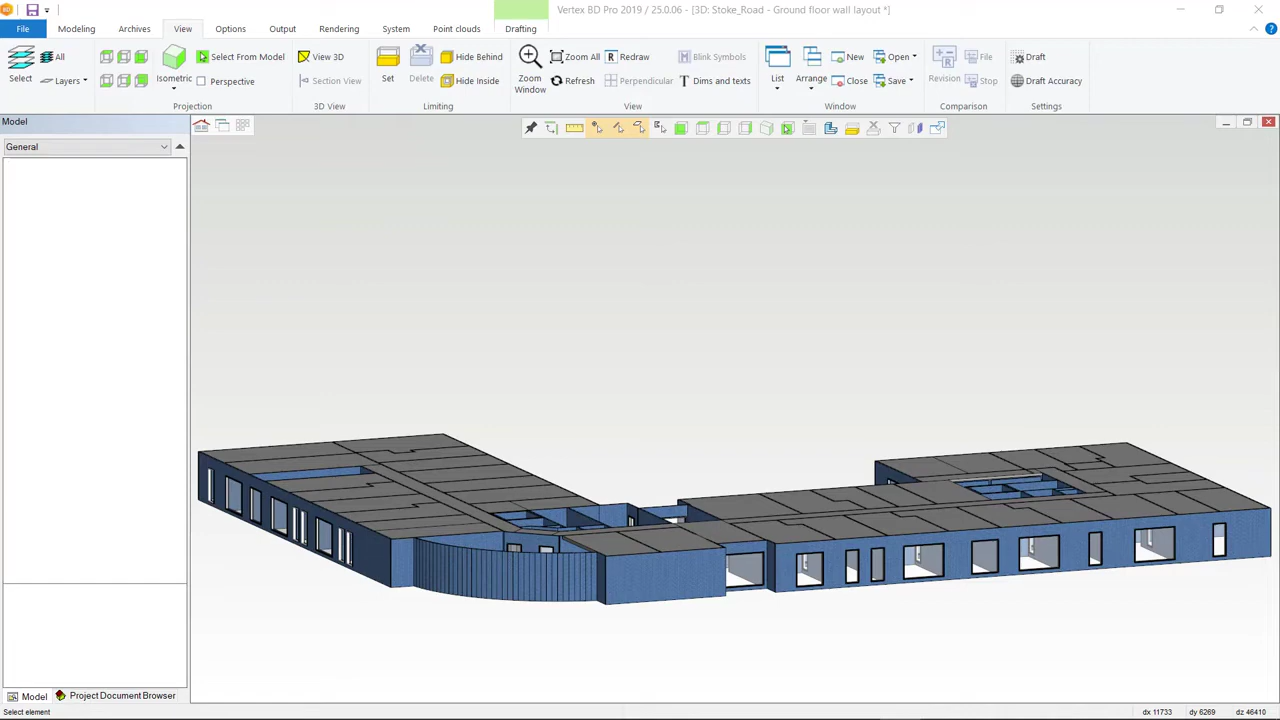 Vertex BD Pro 2019 / 25.0.06 - [3D: Stoke_Road - Ground floor wall layout *]
File Modeling Archives View Options Output Rendering System Point clouds Drafting
Select All Layers
Isometric Select From Model Perspective
View 3D Section View
Set Delete Hide Behind Hide Inside
Zoom Window Zoom All Refresh R Redraw Perpendicular Blink Symbols Dims and texts
List Arrange New Close Open Save
Revision File Stop
Draft Draft Accuracy
Projection 3D View Limiting View Window Comparison Settings
Model
General
Model Project Document Browser
Select element dx 11733 dy 6269 dz 46410